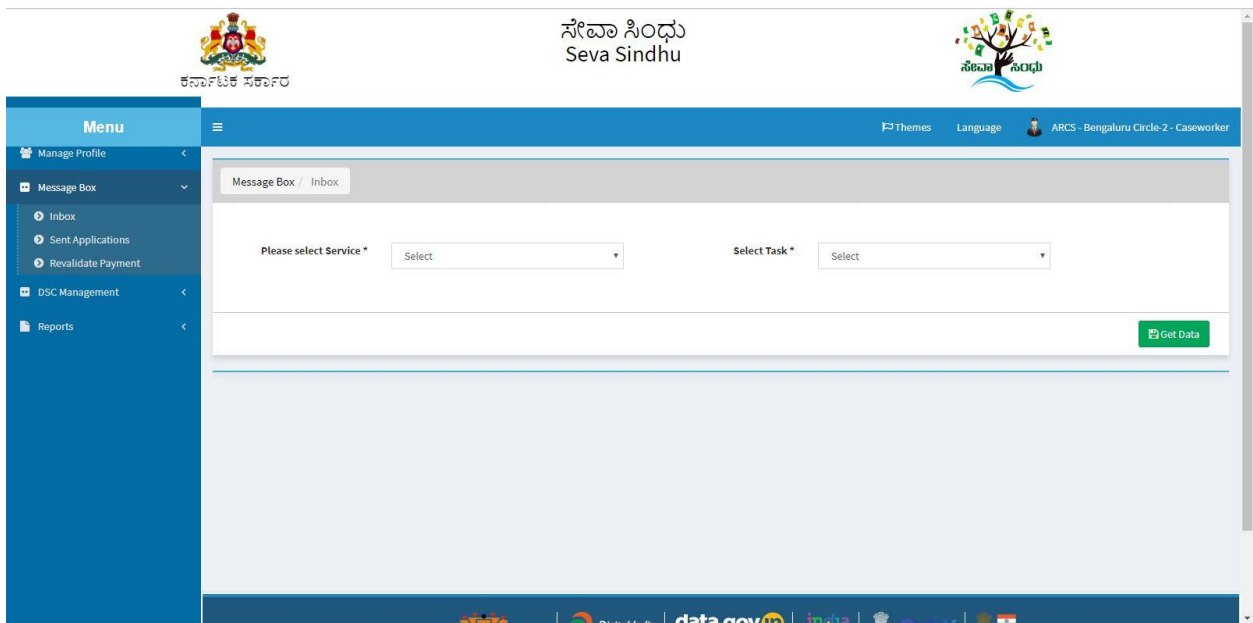 ಸೇವಾ ಸಿಂಧು
Seva Sindhu
ಕರ್ನಾಟಕ ಸರ್ಕಾರ
ಸೇವಾ ಸಿಂಧು
Menu
Themes Language ARCS - Bengaluru Circle-2 - Caseworker
Manage Profile
Message Box
Inbox
Sent Applications
Revalidate Payment
DSC Management
Reports
Message Box / Inbox
Please select Service * Select Select Task * Select
Get Data
data.gov in